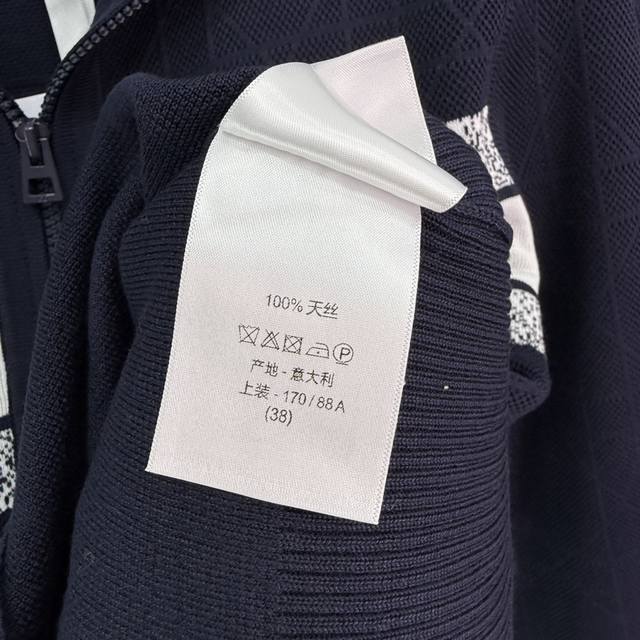 100% 天丝
产地 - 意大利
上装 - 170 / 88 A
(38)